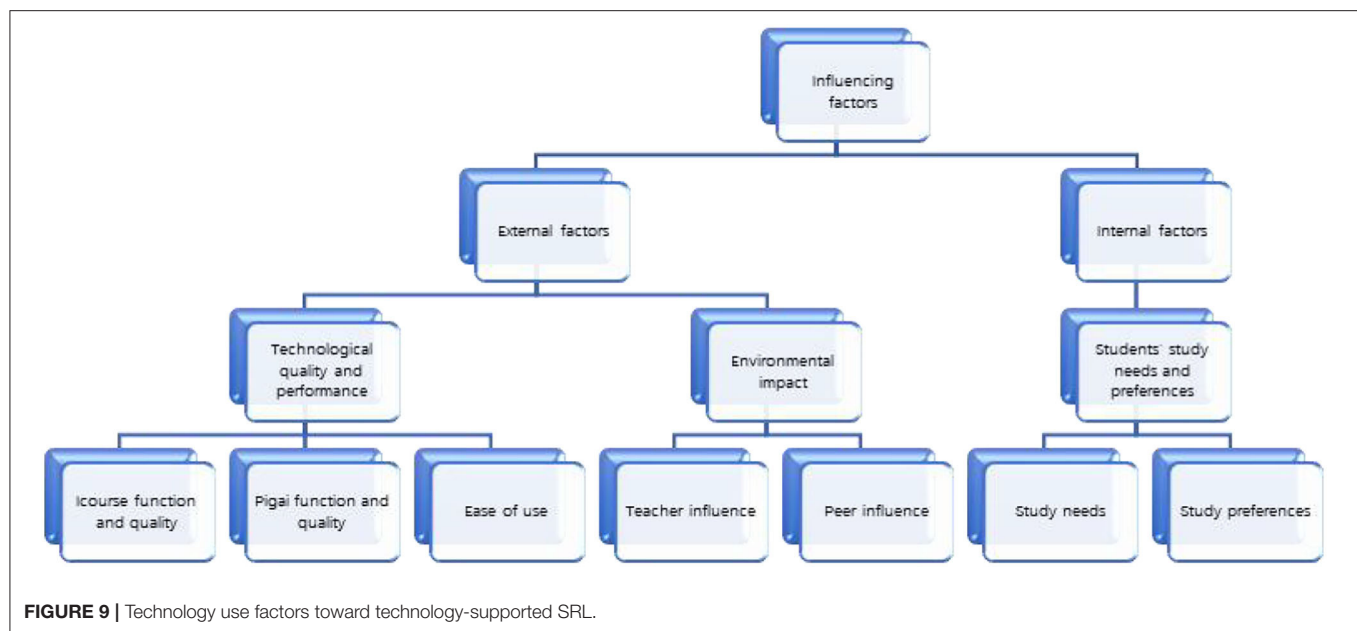 Influencing
factors
External factors
Internal factors
Technological
quality and
performance
Environmental
impact
Students' study
needs and
preferences
Icourse function
and quality
Pigai function and
quality
Ease of use
Teacher influence
Peer influence
Study needs
Study preferences
FIGURE 9 | Technology use factors toward technology-supported SRL.